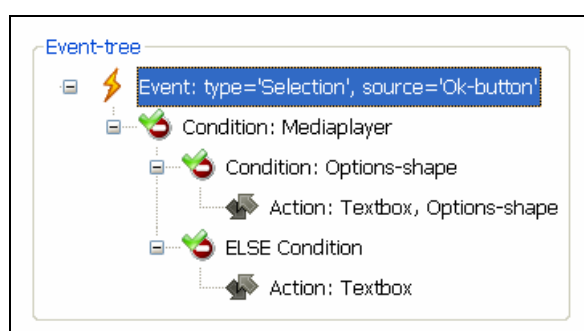 Event-tree
Event: type='Selection', source='Ok-button'
Condition: Mediaplayer
Condition: Options-shape
Action: Textbox, Options-shape
ELSE Condition
Action: Textbox